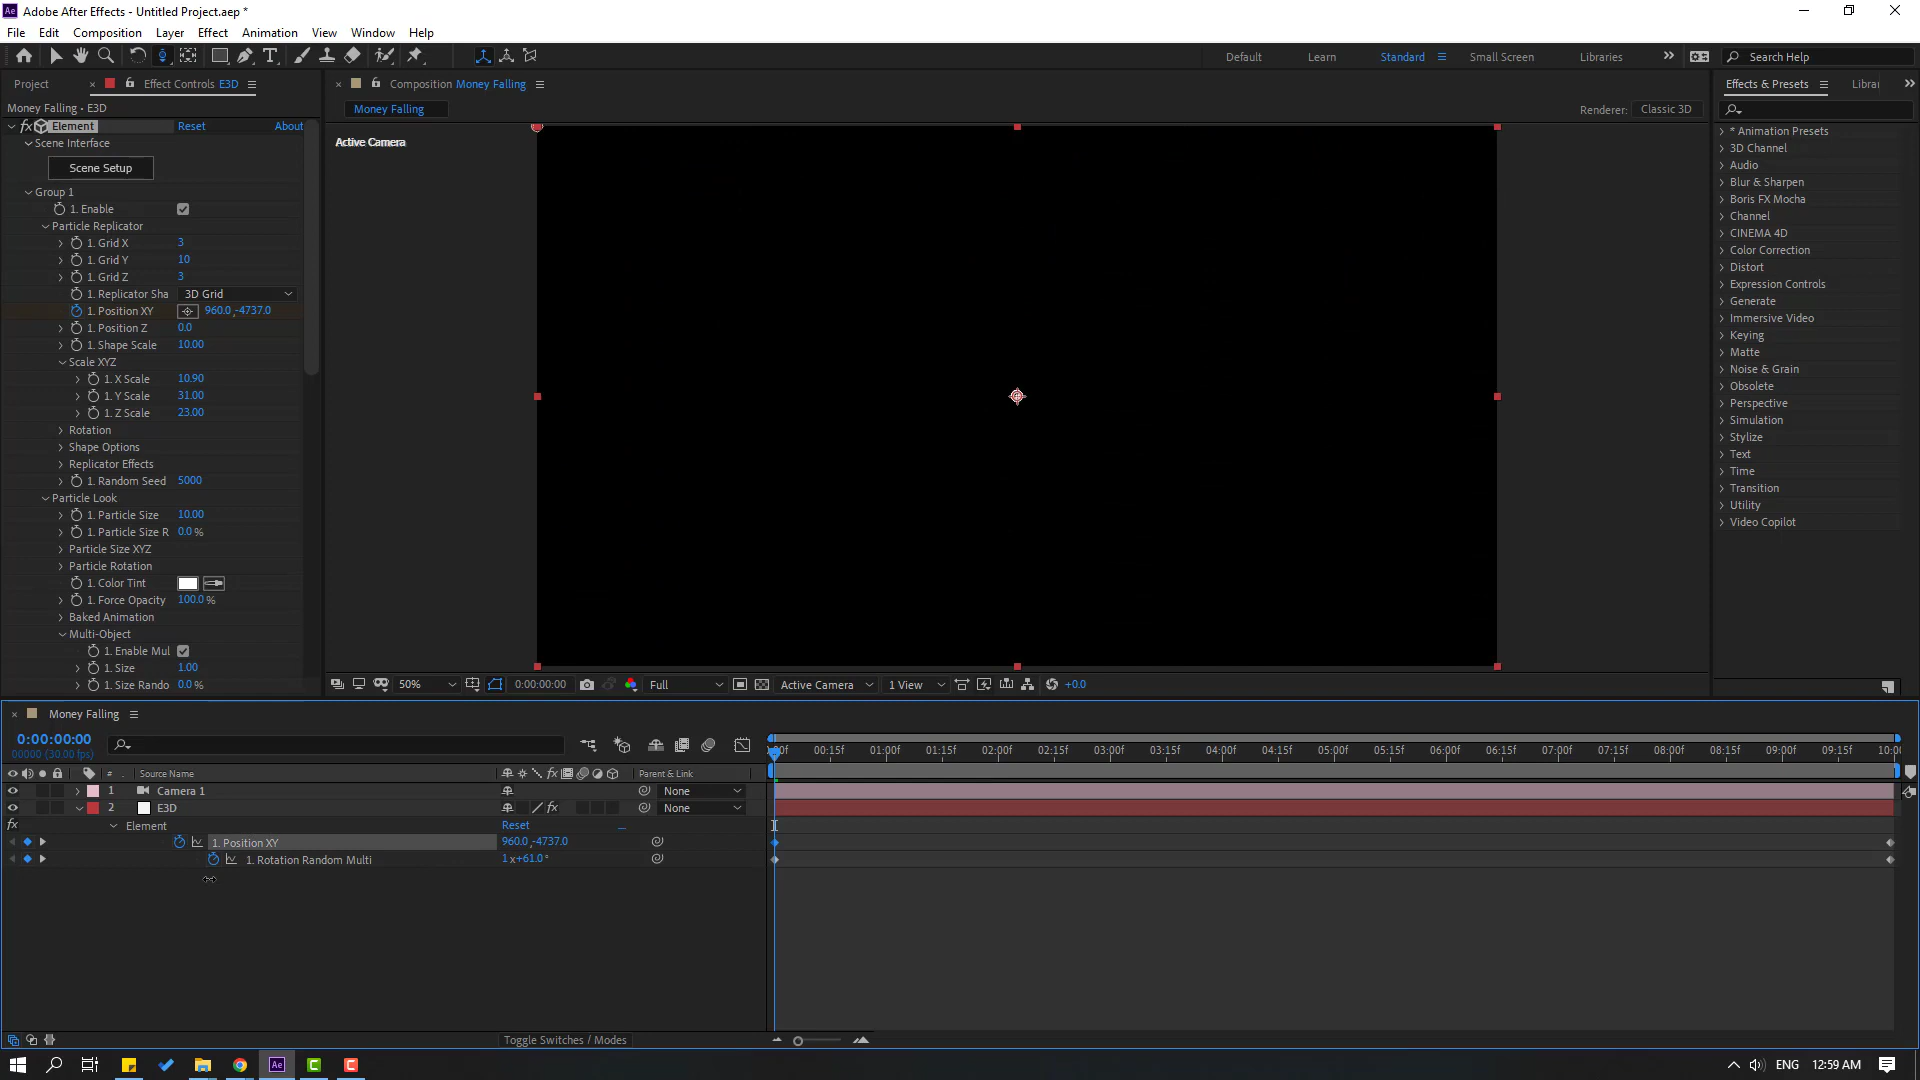 Adobe After Effects - Untitled Project.aep *
File Edit Composition Layer Effect Animation View Window Help
Default Learn Standard Small Screen Libraries Search Help
Project Effect Controls E3D
Composition Money Falling
Effects & Presets Librar
Money Falling • E3D
Money Falling
Renderer: Classic 3D
Element Reset About
Active Camera
Scene Interface
Scene Setup
Group 1
1. Enable
Particle Replicator
1. Grid X 3
1. Grid Y 10
1. Grid Z 3
1. Replicator Sha 3D Grid
1. Position XY 960.0,-4737.0
1. Position Z 0.0
1. Shape Scale 10.00
Scale XYZ
1. X Scale 10.90
1. Y Scale 31.00
1. Z Scale 23.00
Rotation
Shape Options
Replicator Effects
1. Random Seed 5000
Particle Look
1. Particle Size 10.00
1. Particle Size R 0.0 %
Particle Size XYZ
Particle Rotation
1. Color Tint
1. Force Opacity 100.0 %
Baked Animation
Multi-Object
1. Enable Mul
1. Size 1.00
1. Size Rando 0.0 %
* Animation Presets
3D Channel
Audio
Blur & Sharpen
Boris FX Mocha
Channel
CINEMA 4D
Color Correction
Distort
Expression Controls
Generate
Immersive Video
Keying
Matte
Noise & Grain
Obsolete
Perspective
Simulation
Stylize
Text
Time
Transition
Utility
Video Copilot
50% 0:00:00:00 Full Active Camera 1 View +0.0
Money Falling
0:00:00:00
00000 (30.00 fps)
:00f 00:15f 01:00f 01:15f 02:00f 02:15f 03:00f 03:15f 04:00f 04:15f 05:00f 05:15f 06:00f 06:15f 07:00f 07:15f 08:00f 08:15f 09:00f 09:15f 10:00
# Source Name fx Parent & Link
1 Camera 1 None
2 E3D fx None
fx Element Reset
1. Position XY 960.0,-4737.0
1. Rotation Random Multi 1 x+61.0 °
Toggle Switches / Modes
Ae ENG 12:59 AM